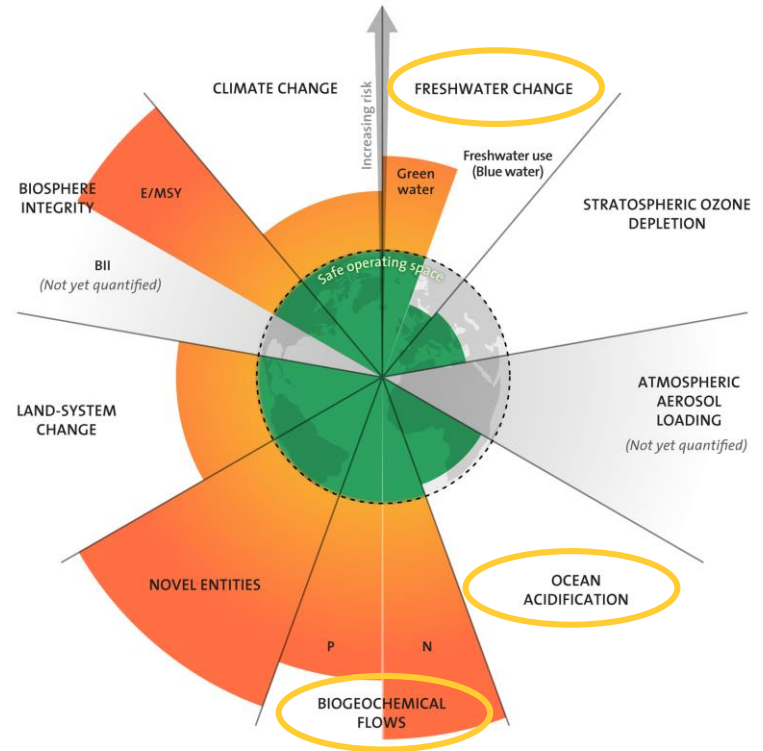 CLIMATE CHANGE
Increasing risk
FRESHWATER CHANGE
Green
water
Freshwater use
(Blue water)
STRATOSPHERIC OZONE
DEPLETION
BIOSPHERE
INTEGRITY
E/MSY
BII
(Not yet quantified)
Safe operating space
ATMOSPHERIC
AEROSOL
LOADING
(Not yet quantified)
LAND-SYSTEM
CHANGE
NOVEL ENTITIES
OCEAN
ACIDIFICATION
P
N
BIOGEOCHEMICAL
FLOWS